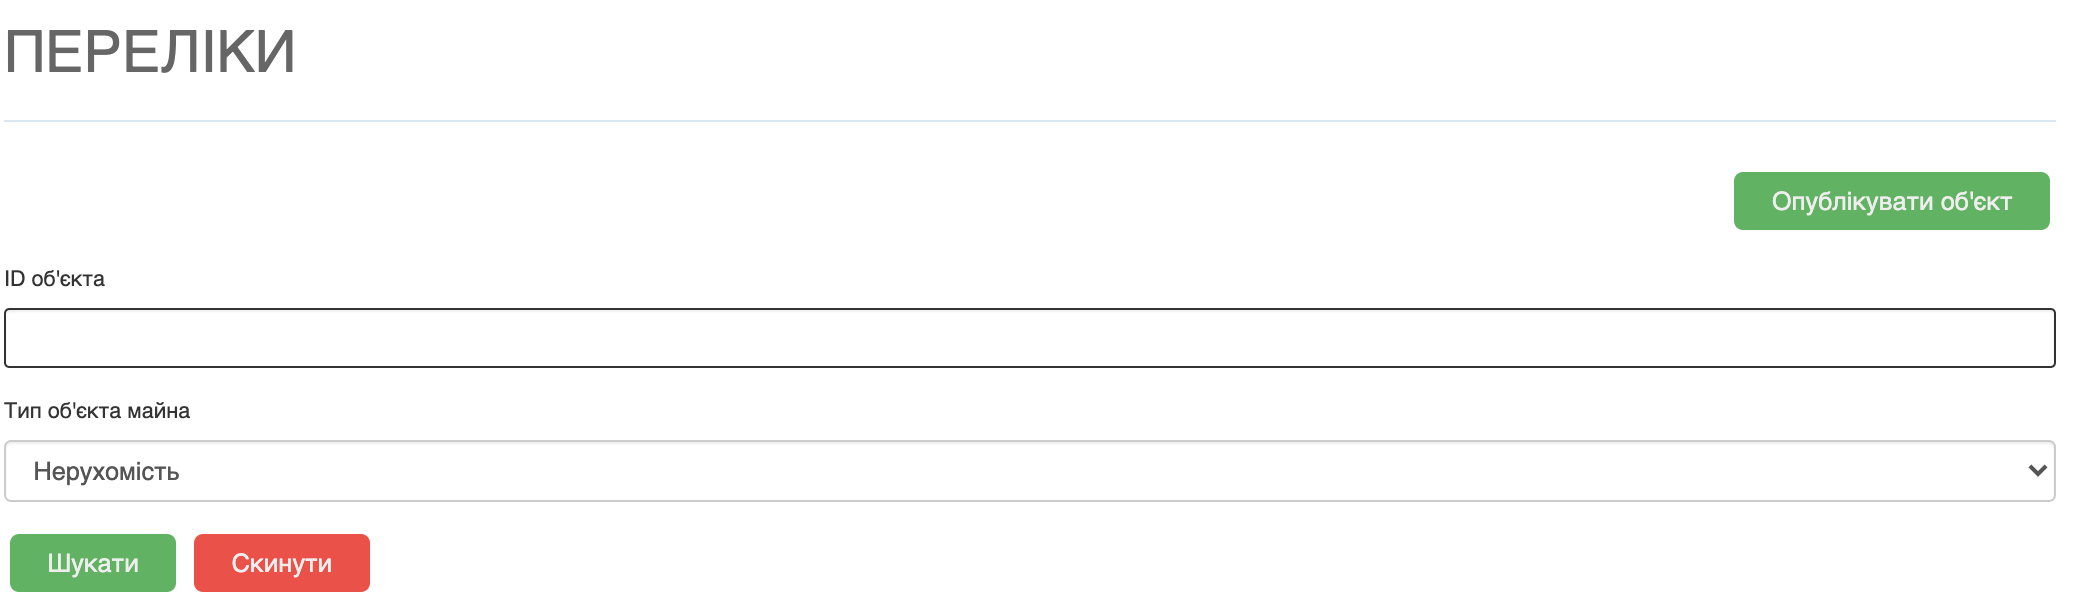 ПЕРЕЛІКИ
Опублікувати об'єкт
ID об'єкта
Тип об'єкта майна
Нерухомість
Шукати Скинути